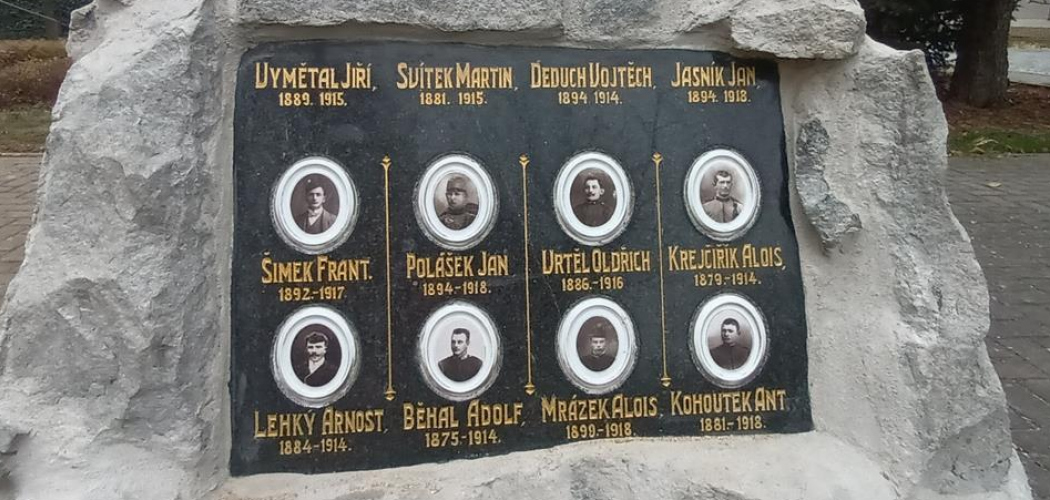 Vymětal Jiří, Svítek Martin, Deduch Vojtěch, Jasník Jan,
1889. 1915. 1881. 1915. 1894. 1914. 1894. 1918.
Šimek Frant. Polášek Jan Vrtěl Oldřich Krejčiřík Alois,
1892-1917 1894-1918. 1886.-1916 1879.-1914.
Lehký Arnošt, Běhal Adolf, Mrázek Alois, Kohoutek Ant.
1884-1914. 1875-1914. 1899.-1918. 1881.-1918.